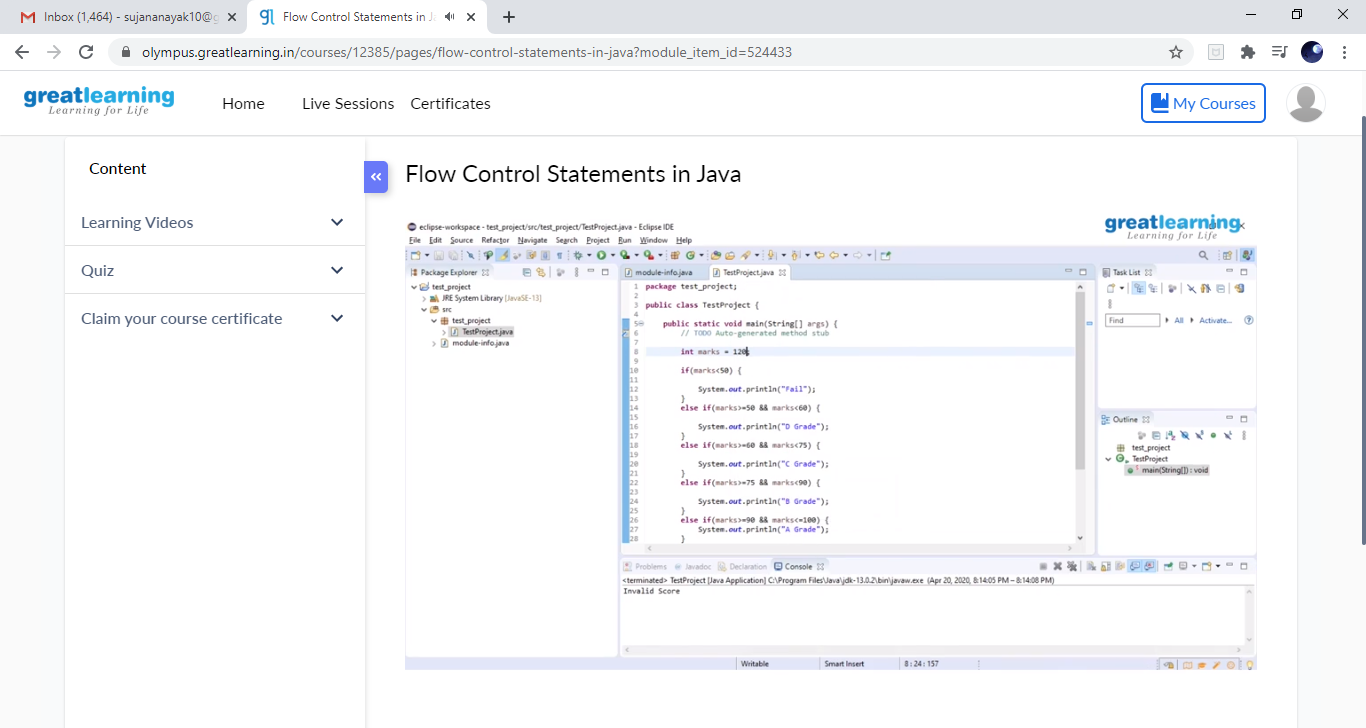 Inbox (1,464) - sujananayak10@g
Flow Control Statements in Ja
olympus.greatlearning.in/courses/12385/pages/flow-control-statements-in-java?module_item_id=524433
greatlearning
Learning for Life
Home
Live Sessions
Certificates
My Courses
Content
Learning Videos
Quiz
Claim your course certificate
«
Flow Control Statements in Java
eclipse-workspace - test_project/src/test_project/TestProject.java - Eclipse IDE
greatlearning
Learning for Life
File Edit Source Refactor Navigate Search Project Run Window Help
Package Explorer
test_project
JRE System Library [JavaSE-13]
src
test_project
TestProject.java
module-info.java
module-info.java
TestProject.java
1 package test_project;
2
3 public class TestProject {
4
5 public static void main(String[] args) {
6 // TODO Auto-generated method stub
7
8 int marks = 120;
9
10 if(marks<50) {
11
12 System.out.println("Fail");
13 }
14 else if(marks>=50 && marks<60) {
15
16 System.out.println("D Grade");
17 }
18 else if(marks>=60 && marks<75) {
19
20 System.out.println("C Grade");
21 }
22 else if(marks>=75 && marks<90) {
23
24 System.out.println("B Grade");
25 }
26 else if(marks>=90 && marks<=100) {
27 System.out.println("A Grade");
28 }
Task List
Find
All
Activate...
Outline
test_project
TestProject
main(String[]) : void
Problems
Javadoc
Declaration
Console
<terminated> TestProject [Java Application] C:\Program Files\Java\jdk-13.0.2\bin\javaw.exe (Apr 20, 2020, 8:14:05 PM – 8:14:08 PM)
Invalid Score
Writable
Smart Insert
8 : 24 : 157